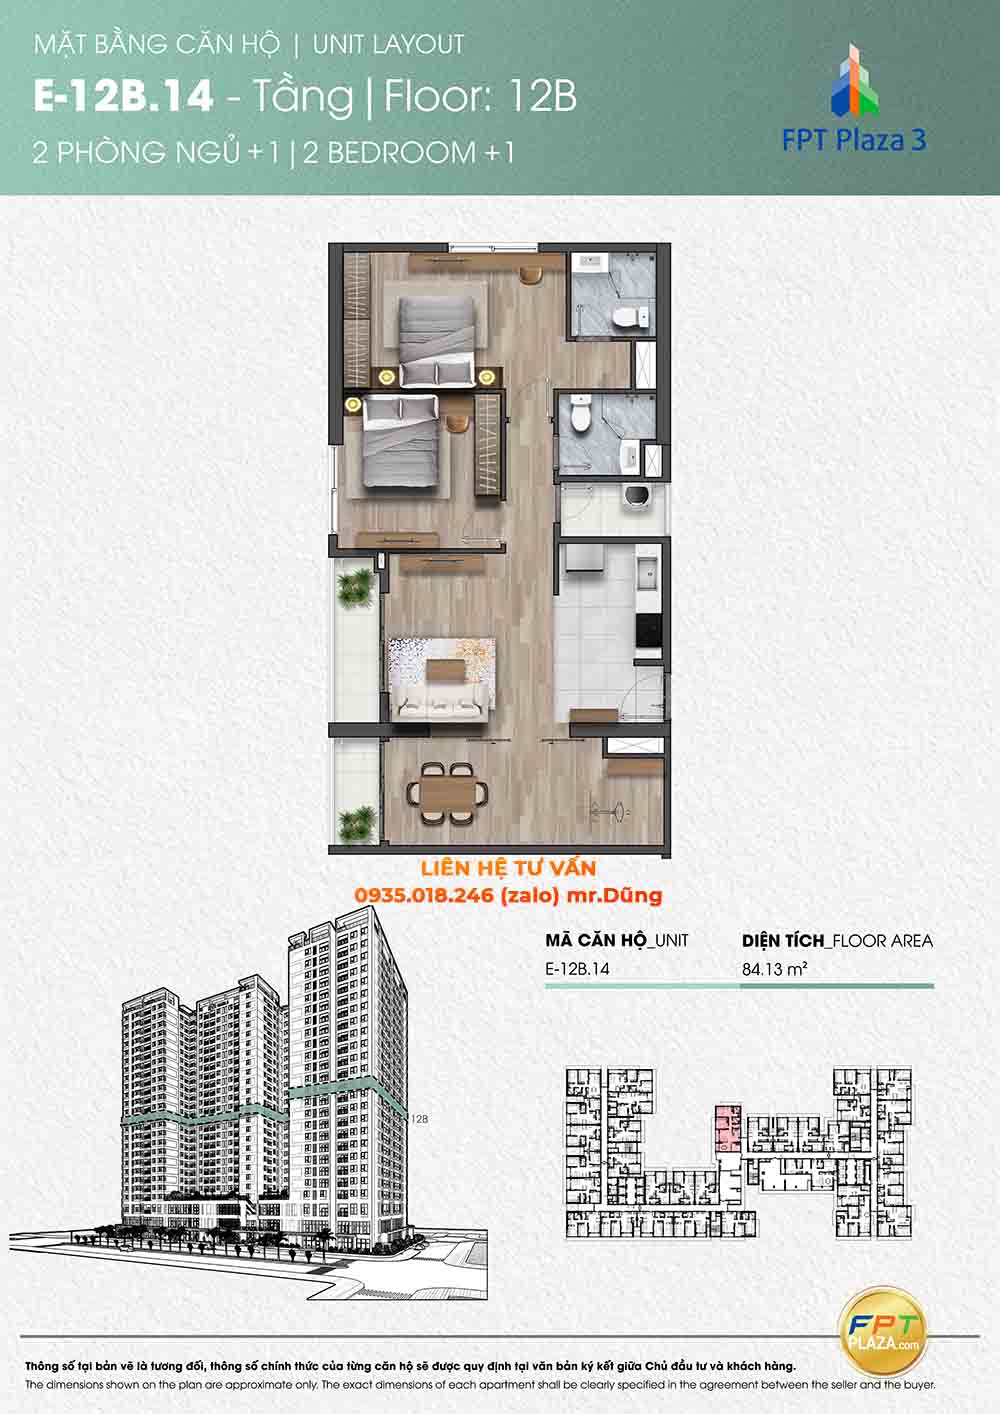 MẶT BẰNG CĂN HỘ | UNIT LAYOUT
E-12B.14 - Tầng | Floor: 12B
2 PHÒNG NGỦ +1 | 2 BEDROOM +1
FPT Plaza 3
LIÊN HỆ TƯ VẤN
0935.018.246 (zalo) mr.Dũng
MÃ CĂN HỘ_UNIT
E-12B.14
DIỆN TÍCH_FLOOR AREA
84.13 m²
12B
FPT
PLAZA.com
Thông số tại bản vẽ là tương đối, thông số chính thức của từng căn hộ sẽ được quy định tại văn bản ký kết giữa Chủ đầu tư và khách hàng.
The dimensions shown on the plan are approximate only. The exact dimensions of each apartment shall be clearly specified in the agreement between the seller and the buyer.